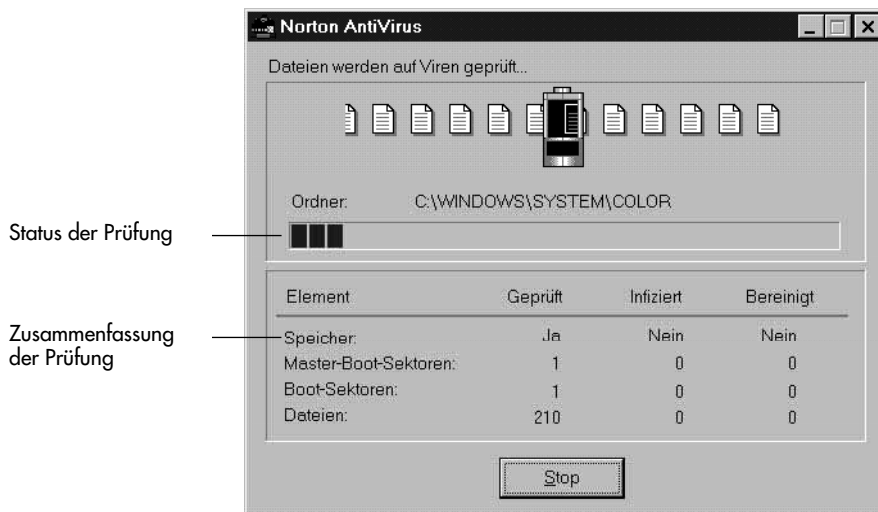 Norton AntiVirus
Dateien werden auf Viren geprüft...
Ordner: C:\WINDOWS\SYSTEM\COLOR
Status der Prüfung
Element Geprüft Infiziert Bereinigt
Zusammenfassung
der Prüfung
Speicher: Ja Nein Nein
Master-Boot-Sektoren: 1 0 0
Boot-Sektoren: 1 0 0
Dateien: 210 0 0
Stop